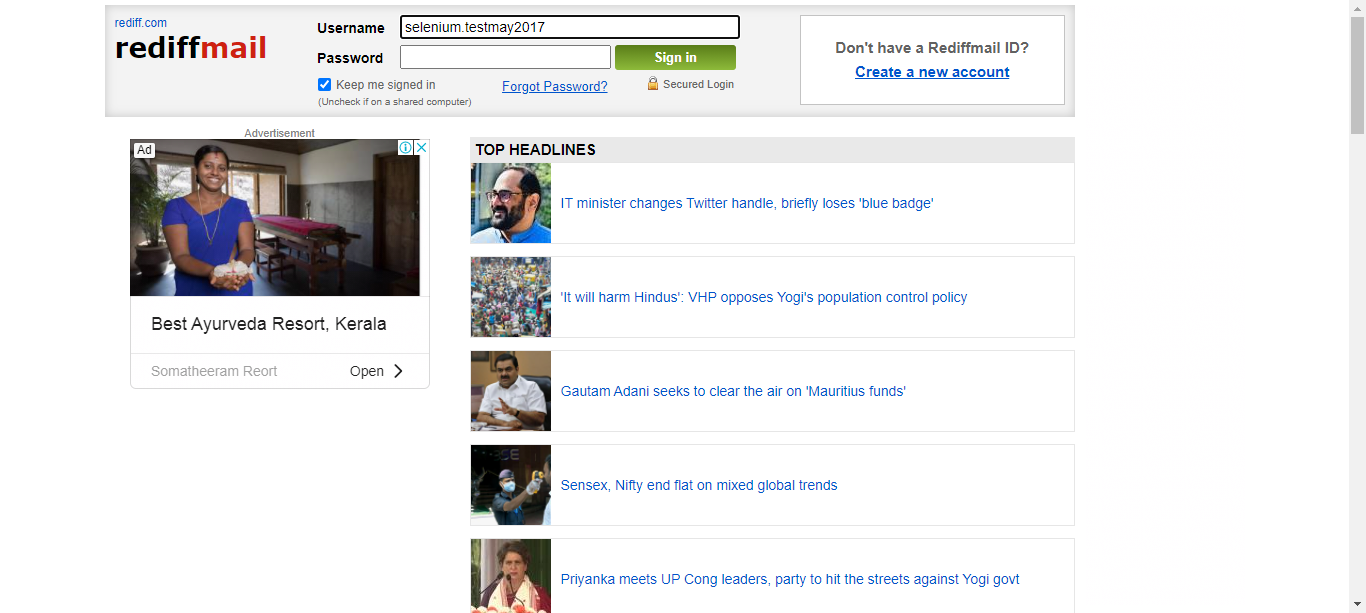 rediff.com
rediffmail
Username
selenium.testmay2017
Password
Sign in
Keep me signed in
(Uncheck if on a shared computer)
Forgot Password?
Secured Login
Don't have a Rediffmail ID?
Create a new account
Advertisement
Ad
Best Ayurveda Resort, Kerala
Somatheeram Reort
Open
TOP HEADLINES
IT minister changes Twitter handle, briefly loses 'blue badge'
'It will harm Hindus': VHP opposes Yogi's population control policy
Gautam Adani seeks to clear the air on 'Mauritius funds'
Sensex, Nifty end flat on mixed global trends
Priyanka meets UP Cong leaders, party to hit the streets against Yogi govt